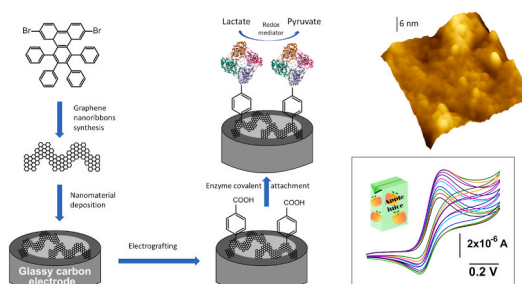 Br
Br
Graphene
nanoribbons
synthesis
Nanomaterial
deposition
Glassy carbon
electrode
Electrografting
COOH
COOH
Enzyme covalent
attachment
Lactate
Pyruvate
Redox
mediator
6 nm
Apple
juice
2x10⁻⁶ A
0.2 V